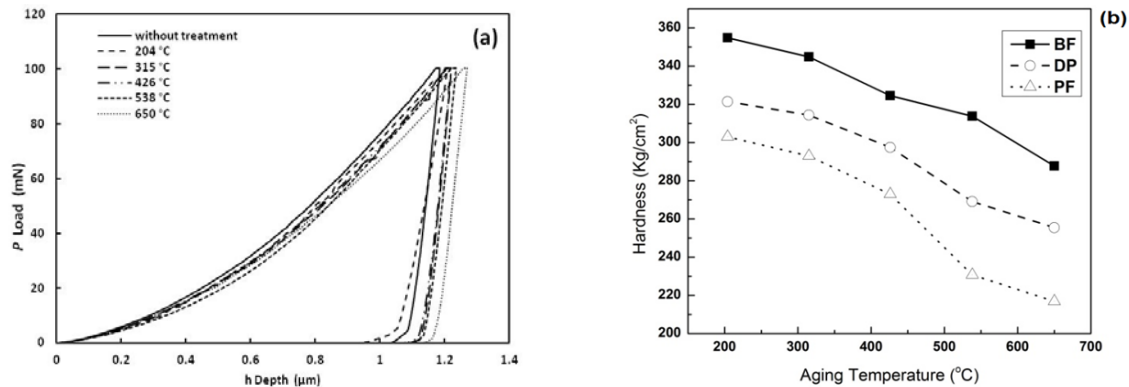 (a)
without treatment
204 °C
315 °C
426 °C
538 °C
650 °C
120
100
80
60
40
20
0
P Load (mN)
0 0.2 0.4 0.6 0.8 1 1.2 1.4
h Depth (µm)
(b)
BF
DP
PF
360
340
320
300
280
260
240
220
200
Hardness (Kg/cm²)
200 300 400 500 600 700
Aging Temperature (°C)